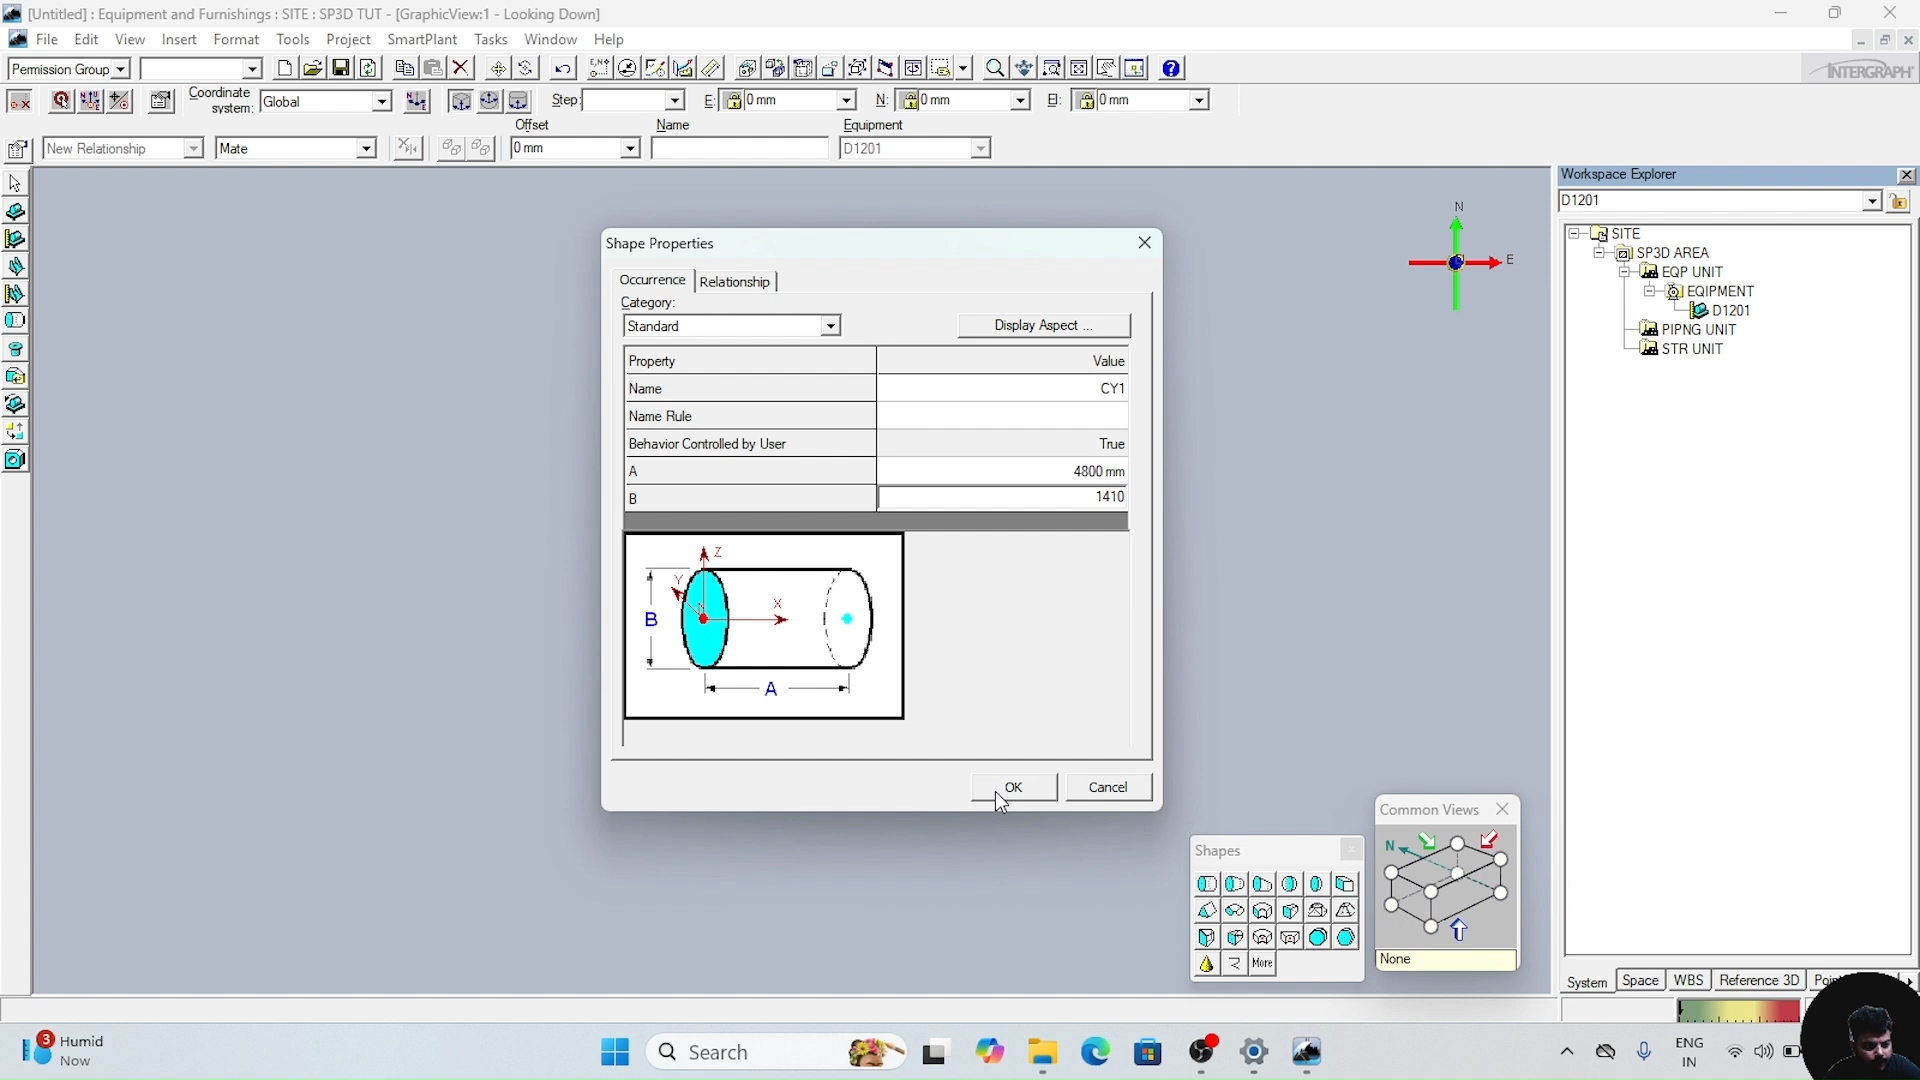 [Untitled] : Equipment and Furnishings : SITE : SP3D TUT - [GraphicView:1 - Looking Down]
File Edit View Insert Format Tools Project SmartPlant Tasks Window Help
Permission Group
INTERGRAPH
Coordinate system: Global Step: E: 0 mm N: 0 mm El: 0 mm
Offset Name Equipment
New Relationship Mate 0 mm D1201
Workspace Explorer
D1201
SITE
SP3D AREA
EQP UNIT
EQIPMENT
D1201
PIPNG UNIT
STR UNIT
N
E
Shape Properties
Occurrence Relationship
Category:
Standard Display Aspect ...
Property Value
Name CY1
Name Rule
Behavior Controlled by User True
A 4800 mm
B 1410
Z
Y
X
B
A
OK Cancel
Shapes
More
Common Views
N
None
System Space WBS Reference 3D
3 Humid
Now
Search
ENG
IN